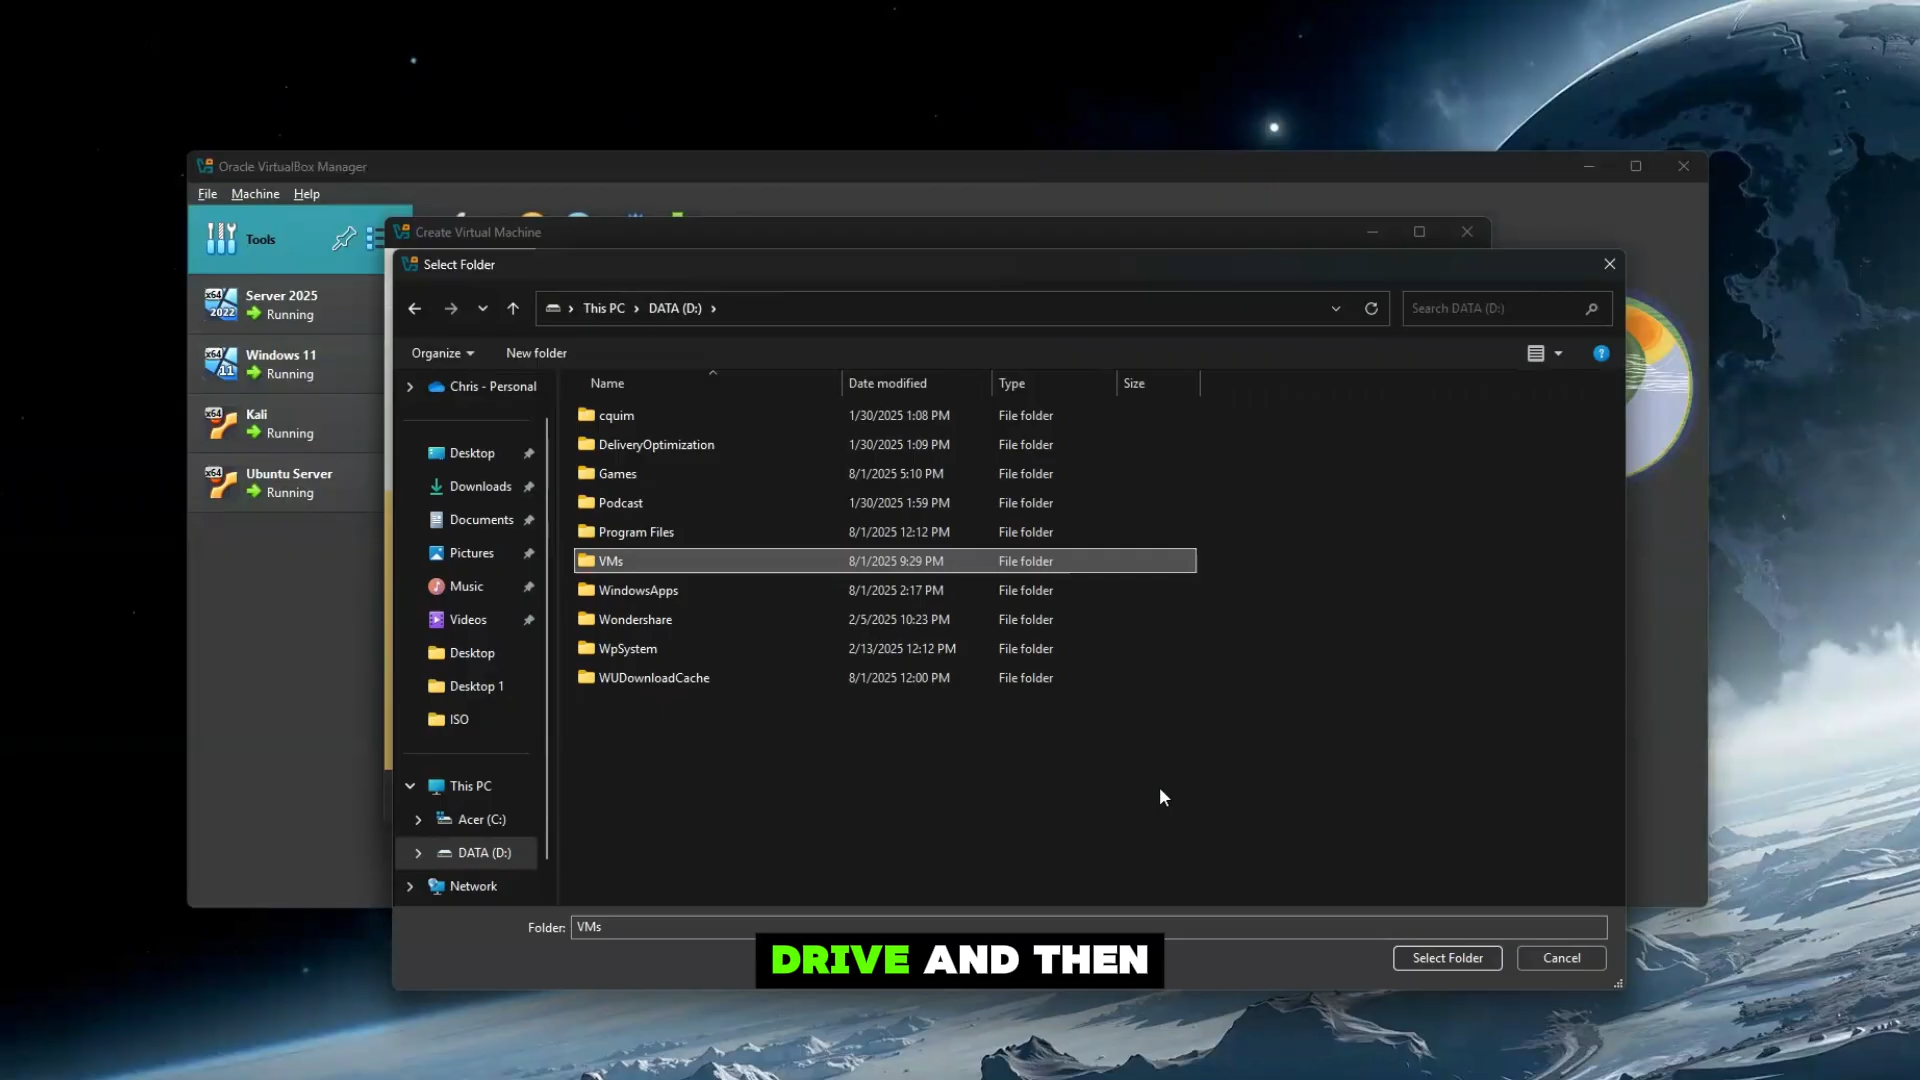 Oracle VirtualBox Manager
File Machine Help
Tools
Create Virtual Machine
Select Folder
This PC > DATA (D:) >
Search DATA (D:)
Organize
New folder
x64
2022
Server 2025
Running
x64
11
Windows 11
Running
x64
Kali
Running
x64
Ubuntu Server
Running
Chris - Personal
Desktop
Downloads
Documents
Pictures
Music
Videos
Desktop
Desktop 1
ISO
This PC
Acer (C:)
DATA (D:)
Network
Name Date modified Type Size
cquim 1/30/2025 1:08 PM File folder
DeliveryOptimization 1/30/2025 1:09 PM File folder
Games 8/1/2025 5:10 PM File folder
Podcast 1/30/2025 1:59 PM File folder
Program Files 8/1/2025 12:12 PM File folder
VMs 8/1/2025 9:29 PM File folder
WindowsApps 8/1/2025 2:17 PM File folder
Wondershare 2/5/2025 10:23 PM File folder
WpSystem 2/13/2025 12:12 PM File folder
WUDownloadCache 8/1/2025 12:00 PM File folder
Folder: VMs
DRIVE AND THEN
Select Folder
Cancel